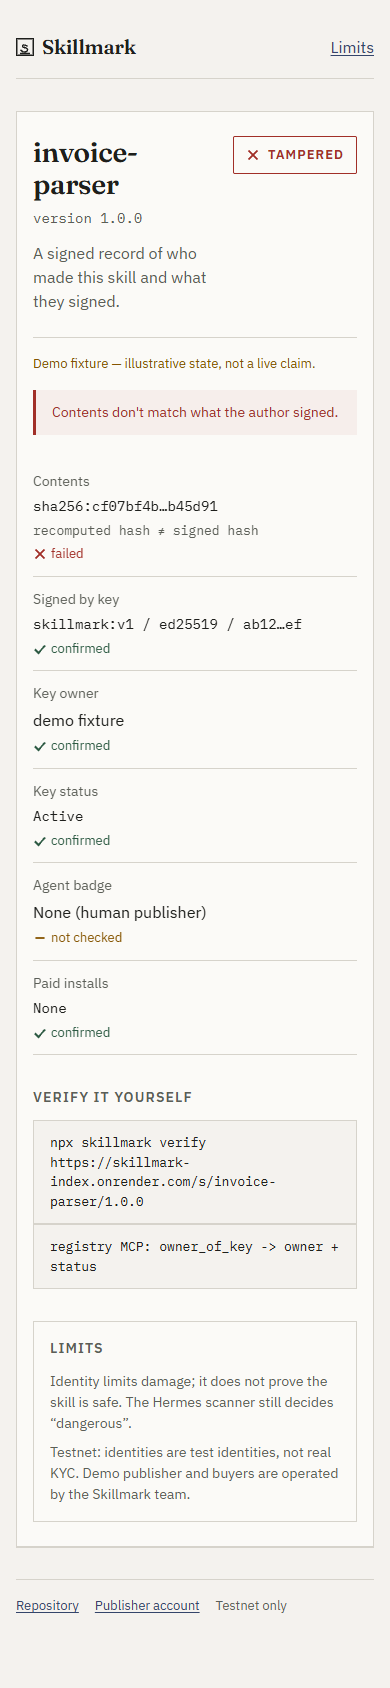 Skillmark
Limits
invoice-
parser
TAMPERED
version 1.0.0
A signed record of who
made this skill and what
they signed.
Demo fixture — illustrative state, not a live claim.
Contents don't match what the author signed.
Contents
sha256:cf07bf4b…b45d91
recomputed hash ≠ signed hash
failed
Signed by key
skillmark:v1 / ed25519 / ab12…ef
confirmed
Key owner
demo fixture
confirmed
Key status
Active
confirmed
Agent badge
None (human publisher)
not checked
Paid installs
None
confirmed
VERIFY IT YOURSELF
npx skillmark verify
https://skillmark-
index.onrender.com/s/invoice-
parser/1.0.0
registry MCP: owner_of_key -> owner +
status
LIMITS
Identity limits damage; it does not prove the
skill is safe. The Hermes scanner still decides
“dangerous”.
Testnet: identities are test identities, not real
KYC. Demo publisher and buyers are operated
by the Skillmark team.
Repository
Publisher account
Testnet only